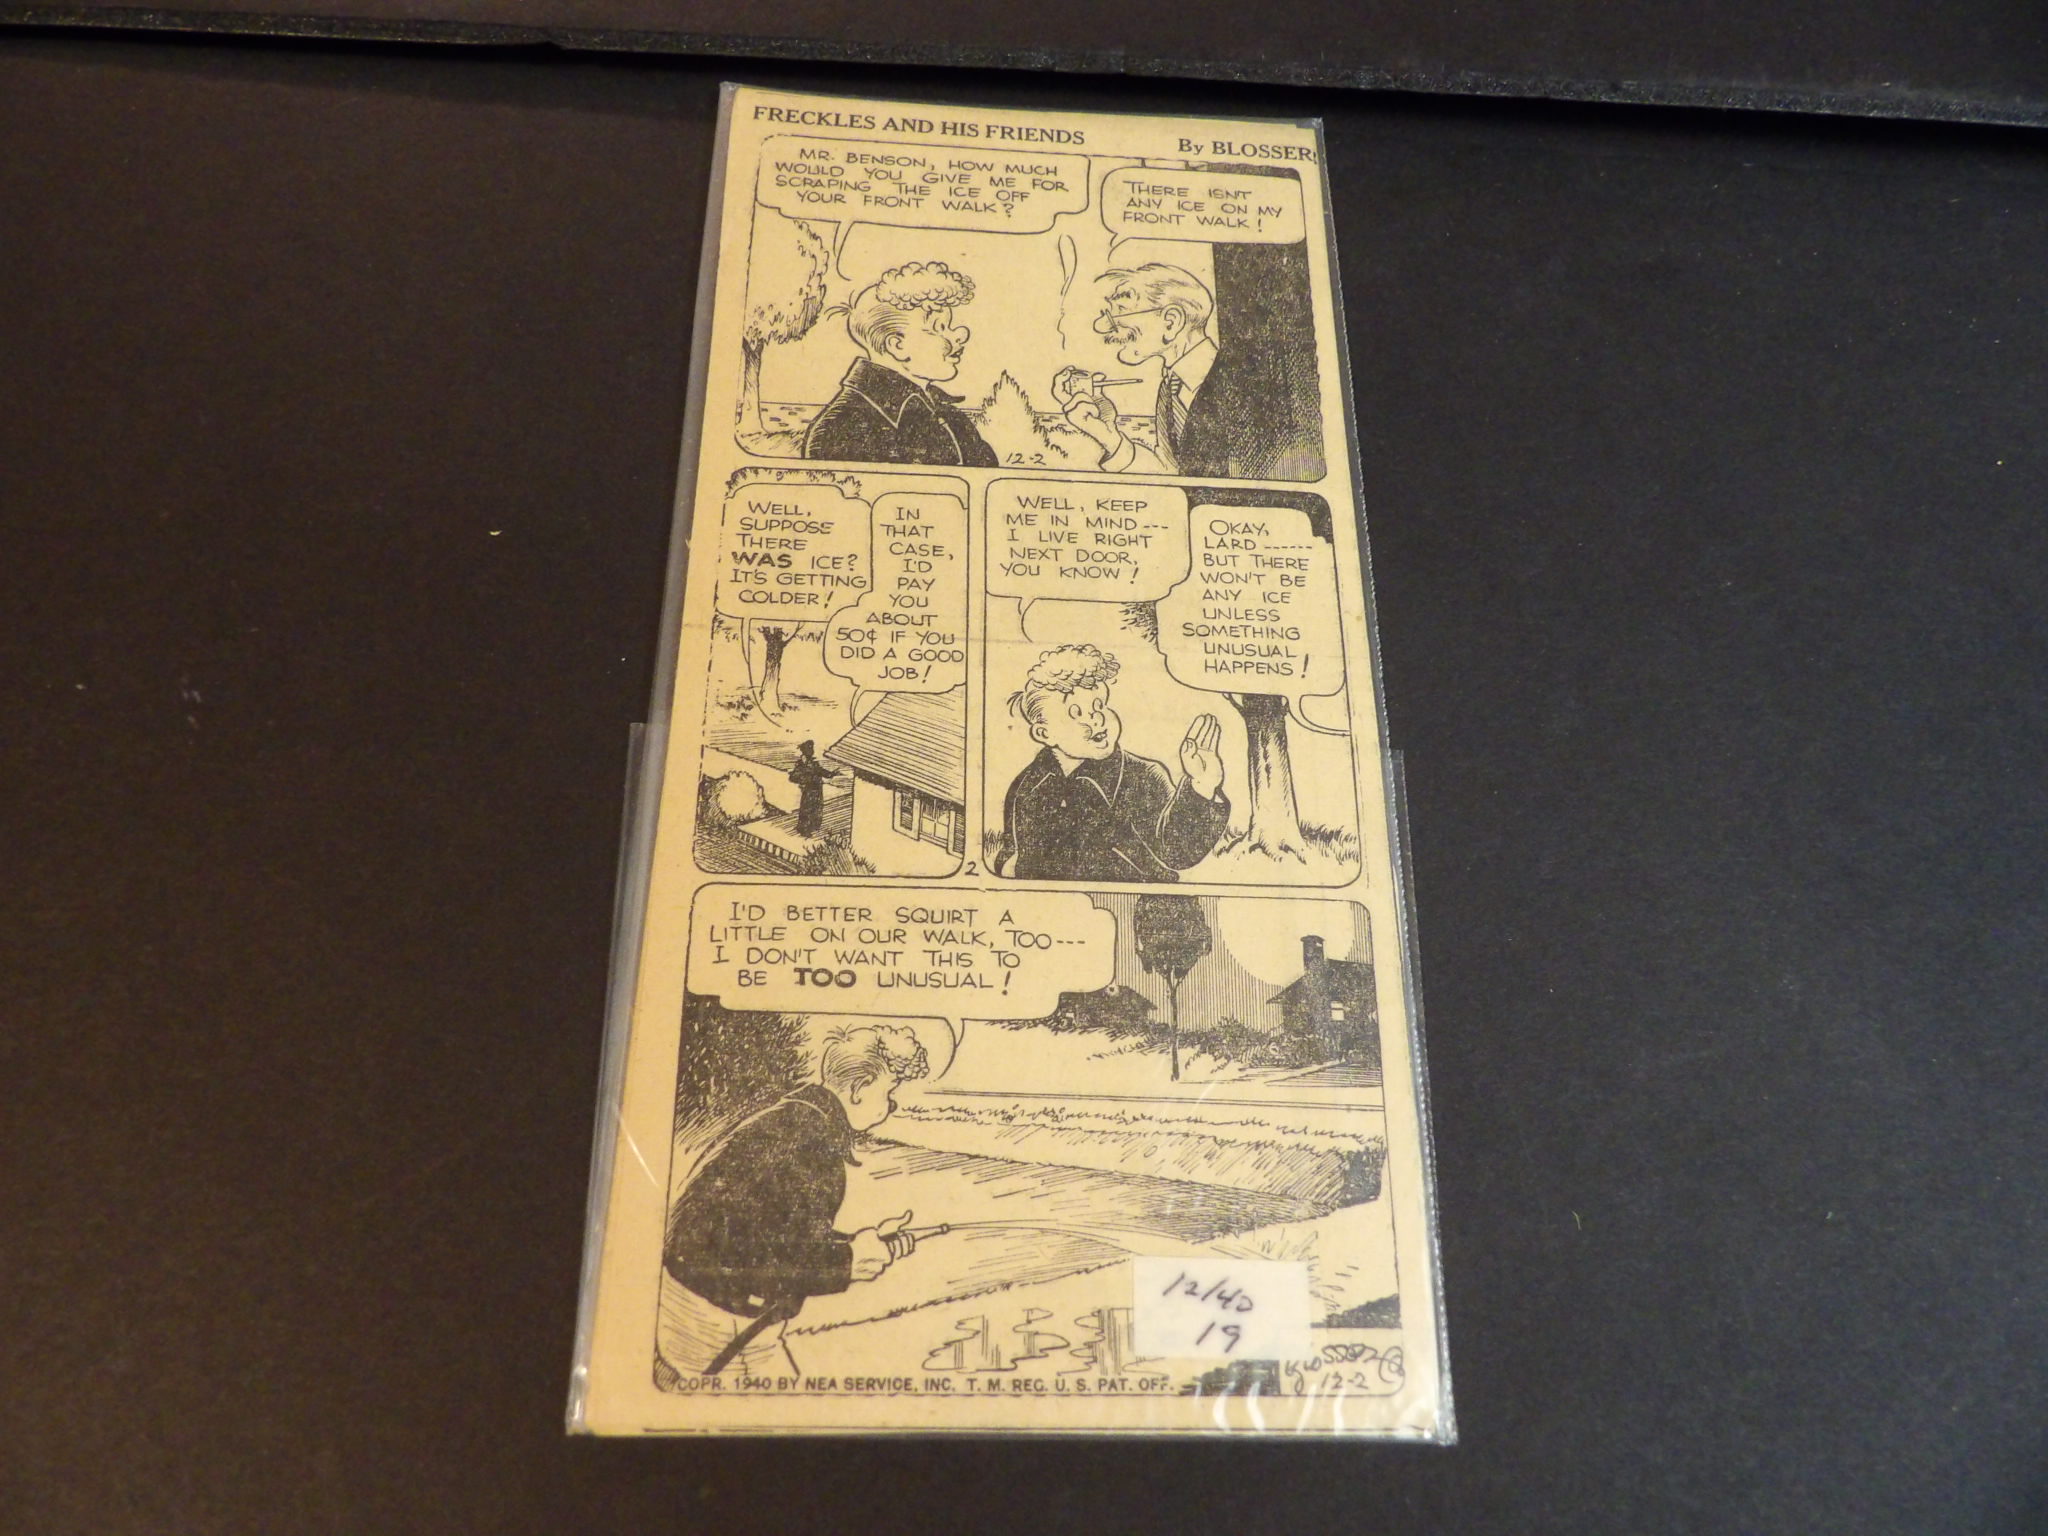 FRECKLES AND HIS FRIENDS By BLOSSER
MR. BENSON, HOW MUCH
WOULD YOU GIVE ME FOR
SCRAPING THE ICE OFF
YOUR FRONT WALK?
THERE ISN'T
ANY ICE ON MY
FRONT WALK!
12-2
WELL,
SUPPOSE
THERE
WAS ICE?
IT'S GETTING
COLDER!
IN
THAT
CASE,
I'D
PAY
YOU
ABOUT
50¢ IF YOU
DID A GOOD
JOB!
2
WELL, KEEP
ME IN MIND---
I LIVE RIGHT
NEXT DOOR,
YOU KNOW!
OKAY,
LARD ------
BUT THERE
WON'T BE
ANY ICE
UNLESS
SOMETHING
UNUSUAL
HAPPENS!
I'D BETTER SQUIRT A
LITTLE ON OUR WALK, TOO---
I DON'T WANT THIS TO
BE TOO UNUSUAL!
12/40
19
BLOSSER
12-2
COPR. 1940 BY NEA SERVICE, INC. T. M. REG. U. S. PAT. OFF.